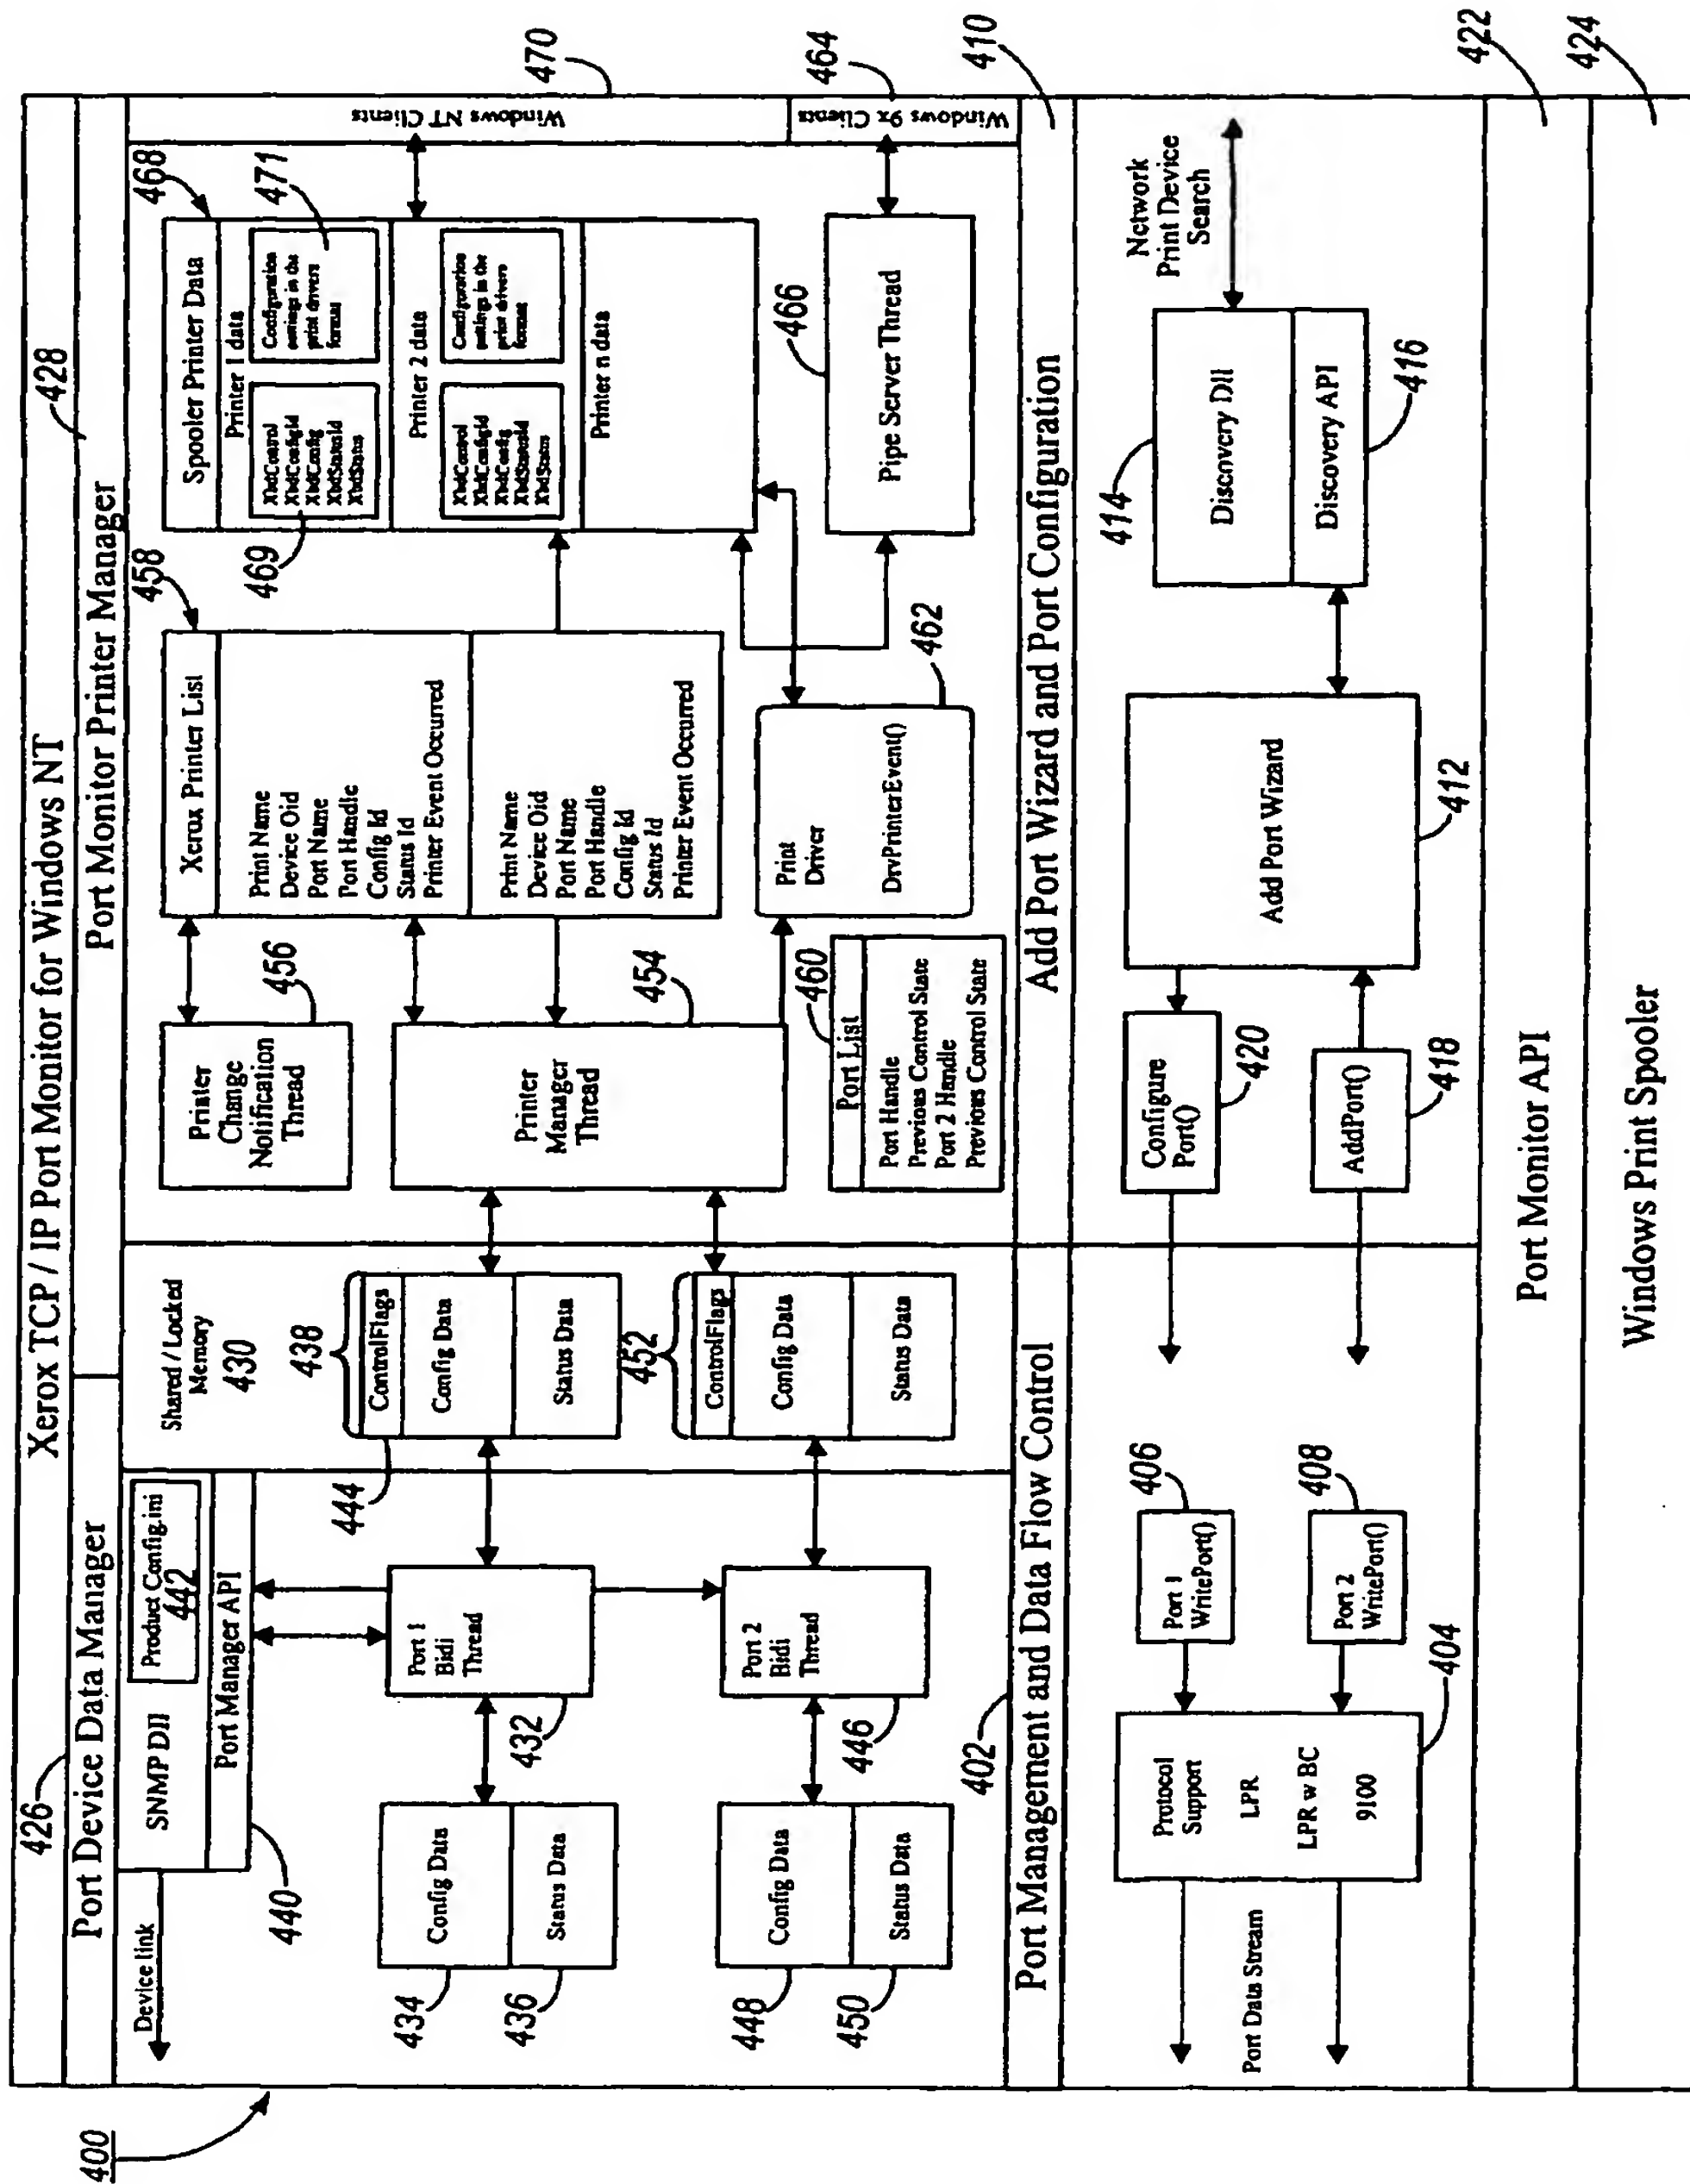 400
Xerox TCP / IP Port Monitor for Windows NT
426
428
Port Device Data Manager
Port Monitor Printer Manager
Device link
SNMP Dll
Product Config.ini
442
Port Manager API
440
Config Data
434
Status Data
436
Port 1
Bidi
Thread
432
Config Data
448
Status Data
450
Port 2
Bidi
Thread
446
Shared / Locked
Memory
430
438
ControlFlags
Config Data
Status Data
444
452
ControlFlags
Config Data
Status Data
Printer
Change
Notification
Thread
456
Printer
Manager
Thread
454
Port List
460
Port Handle
Previous Control State
Port 2 Handle
Previous Control State
Xerox Printer List
458
Print Name
Device Oid
Port Name
Port Handle
Config Id
Status Id
Printer Event Occurred
Print Name
Device Oid
Port Name
Port Handle
Config Id
Status Id
Printer Event Occurred
Print
Driver
DrvPrinterEvent()
462
Spooler Printer Data
468
Printer 1 data
XbdControl
XbdConfigId
XbdConfig
XbdStatusId
XbdStatus
469
Configuration
settings in the
print drivers
format
471
Printer 2 data
XbdControl
XbdConfigId
XbdConfig
XbdStatusId
XbdStatus
Configuration
settings in the
print drivers
format
Printer n data
Pipe Server Thread
466
Windows NT Clients
470
Windows 9x Clients
464
402
Port Management and Data Flow Control
Add Port Wizard and Port Configuration
410
Port Data Stream
Protocol
Support
LPR
LPR w BC
9100
404
Port 1
WritePort()
406
Port 2
WritePort()
408
Configure
Port()
420
AddPort()
418
Add Port Wizard
412
Discovery Dll
414
Discovery API
416
Network
Print Device
Search
Port Monitor API
422
Windows Print Spooler
424